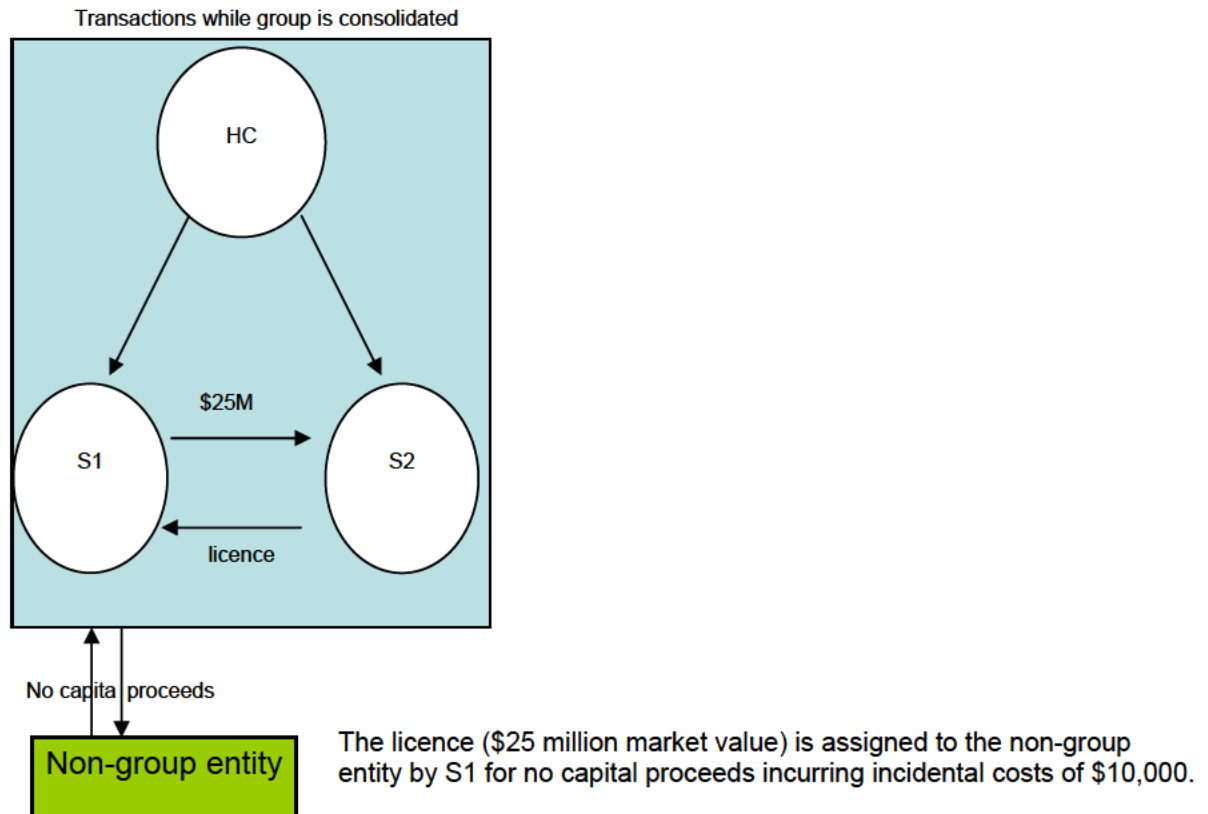 Transactions while group is consolidated
HC
$25M
S1
S2
licence
No capita proceeds
Non-group entity
The licence ($25 million market value) is assigned to the non-group
entity by S1 for no capital proceeds incurring incidental costs of $10,000.